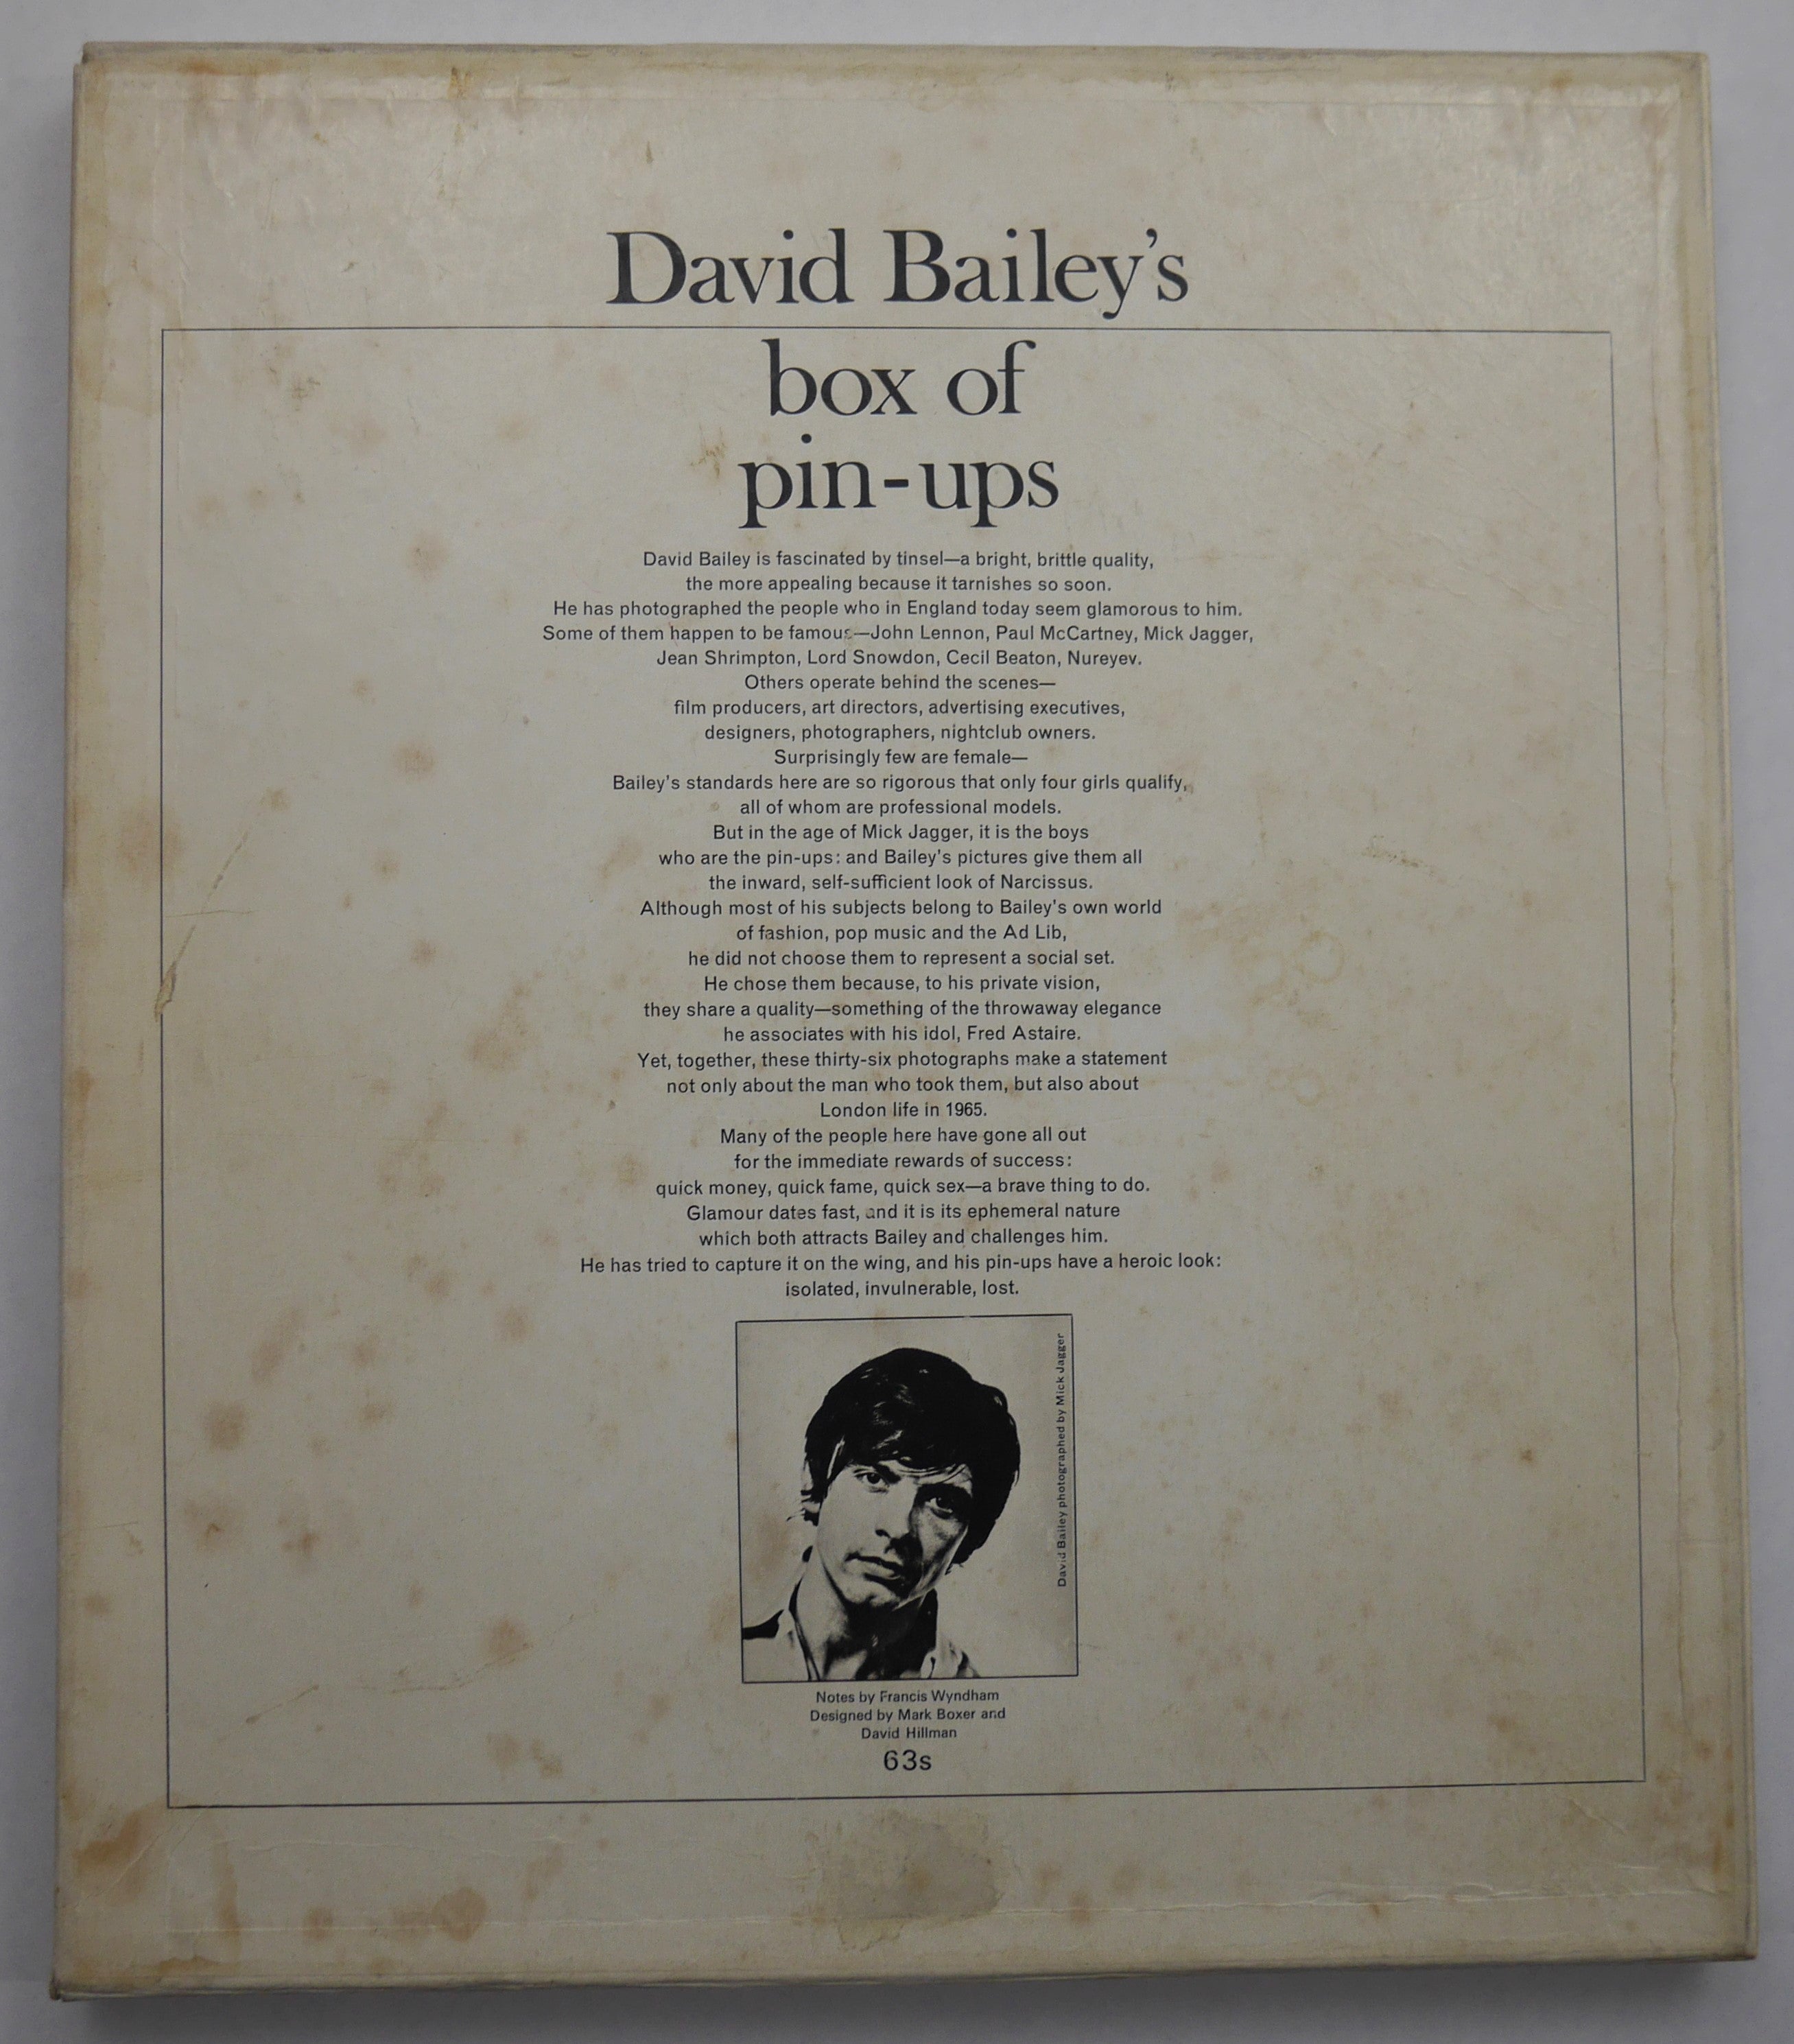 David Bailey's
box of
pin-ups
David Bailey is fascinated by tinsel—a bright, brittle quality,
the more appealing because it tarnishes so soon.
He has photographed the people who in England today seem glamorous to him.
Some of them happen to be famous—John Lennon, Paul McCartney, Mick Jagger,
Jean Shrimpton, Lord Snowdon, Cecil Beaton, Nureyev.
Others operate behind the scenes—
film producers, art directors, advertising executives,
designers, photographers, nightclub owners.
Surprisingly few are female—
Bailey's standards here are so rigorous that only four girls qualify,
all of whom are professional models.
But in the age of Mick Jagger, it is the boys
who are the pin-ups: and Bailey's pictures give them all
the inward, self-sufficient look of Narcissus.
Although most of his subjects belong to Bailey's own world
of fashion, pop music and the Ad Lib,
he did not choose them to represent a social set.
He chose them because, to his private vision,
they share a quality—something of the throwaway elegance
he associates with his idol, Fred Astaire.
Yet, together, these thirty-six photographs make a statement
not only about the man who took them, but also about
London life in 1965.
Many of the people here have gone all out
for the immediate rewards of success:
quick money, quick fame, quick sex—a brave thing to do.
Glamour dates fast, and it is its ephemeral nature
which both attracts Bailey and challenges him.
He has tried to capture it on the wing, and his pin-ups have a heroic look:
isolated, invulnerable, lost.
David Bailey photographed by Mick Jagger
Notes by Francis Wyndham
Designed by Mark Boxer and
David Hillman
63s